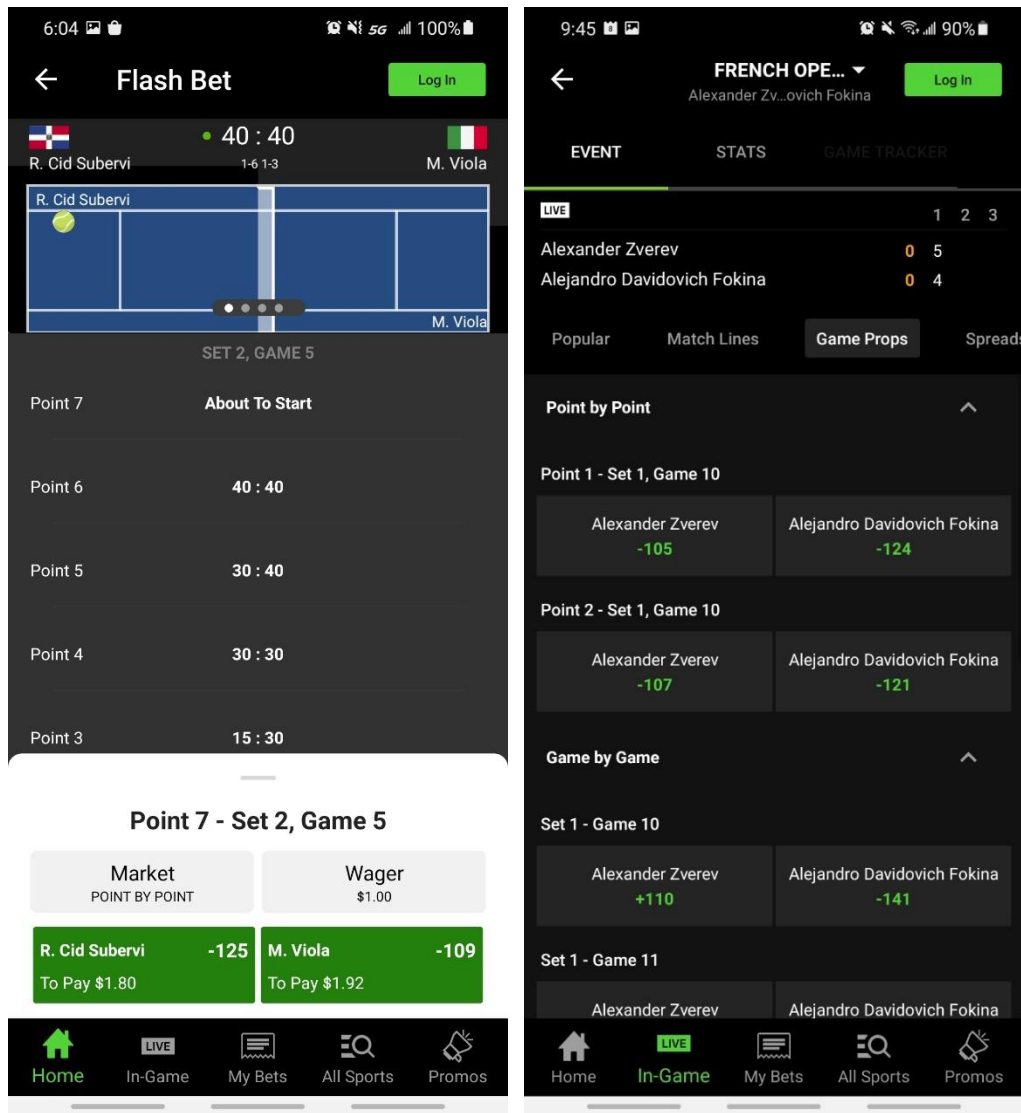 6:04 5G 100%
Flash Bet Log In
40 : 40
R. Cid Subervi 1-6 1-3 M. Viola
R. Cid Subervi
M. Viola
SET 2, GAME 5
Point 7 About To Start
Point 6 40 : 40
Point 5 30 : 40
Point 4 30 : 30
Point 3 15 : 30
Point 7 - Set 2, Game 5
Market Wager
POINT BY POINT $1.00
R. Cid Subervi -125 M. Viola -109
To Pay $1.80 To Pay $1.92
LIVE
Home In-Game My Bets All Sports Promos
9:45 8 90%
FRENCH OPE... Log In
Alexander Zv...ovich Fokina
EVENT STATS GAME TRACKER
LIVE 1 2 3
Alexander Zverev 0 5
Alejandro Davidovich Fokina 0 4
Popular Match Lines Game Props Spreads
Point by Point
Point 1 - Set 1, Game 10
Alexander Zverev Alejandro Davidovich Fokina
-105 -124
Point 2 - Set 1, Game 10
Alexander Zverev Alejandro Davidovich Fokina
-107 -121
Game by Game
Set 1 - Game 10
Alexander Zverev Alejandro Davidovich Fokina
+110 -141
Set 1 - Game 11
Alexander Zverev Alejandro Davidovich Fokina
LIVE
Home In-Game My Bets All Sports Promos